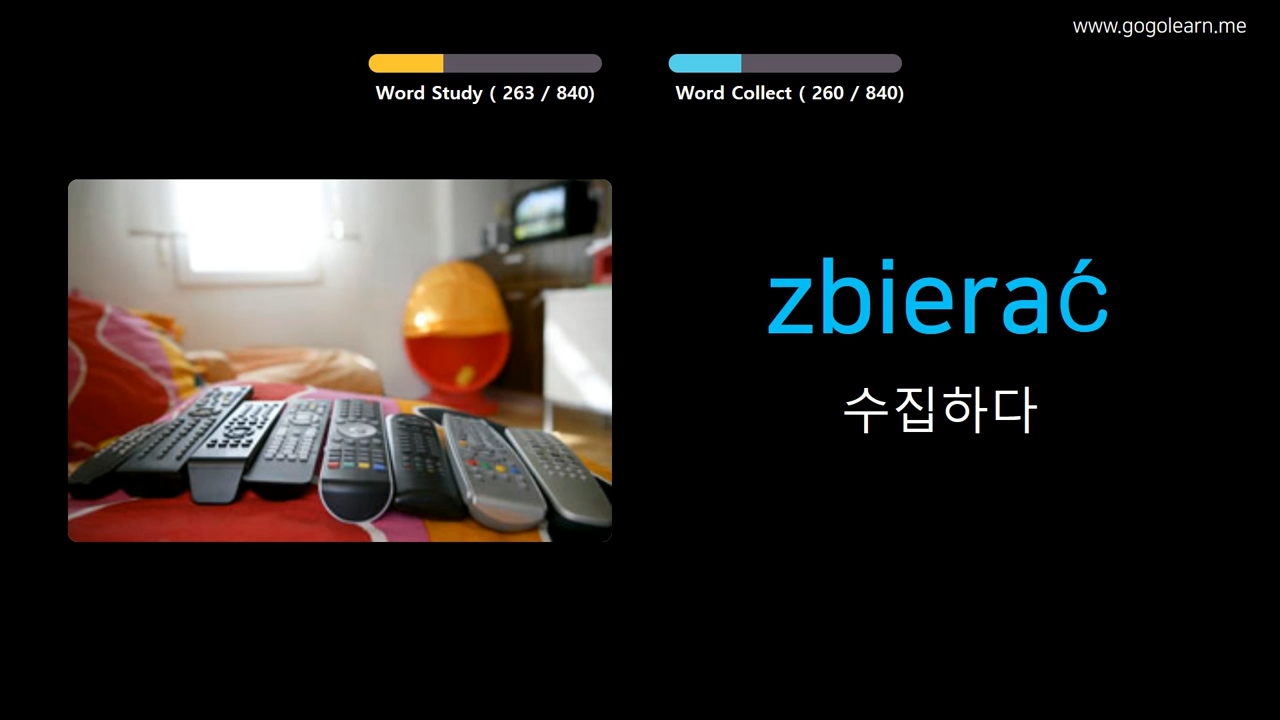 www.gogolearn.me
Word Study ( 263 / 840)
Word Collect ( 260 / 840)
zbierać
수집하다